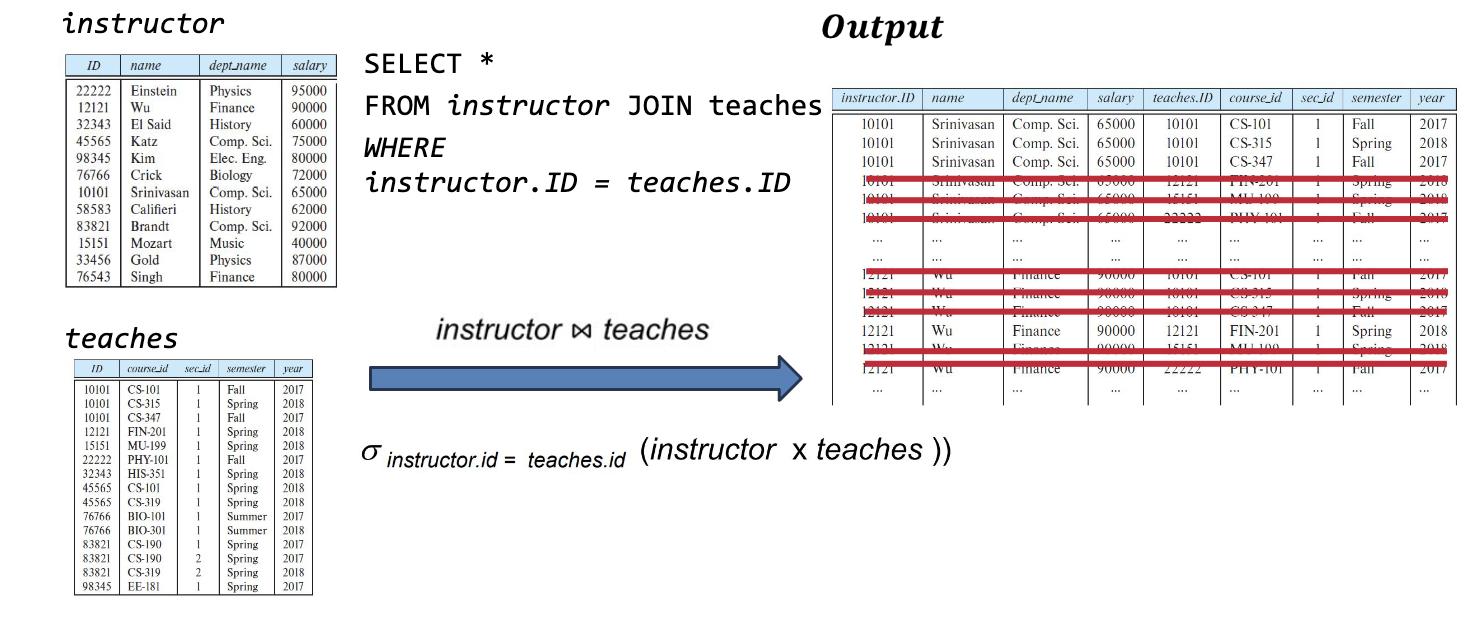 instructor
ID name dept_name salary
22222 Einstein Physics 95000
12121 Wu Finance 90000
32343 El Said History 60000
45565 Katz Comp. Sci. 75000
98345 Kim Elec. Eng. 80000
76766 Crick Biology 72000
10101 Srinivasan Comp. Sci. 65000
58583 Califieri History 62000
83821 Brandt Comp. Sci. 92000
15151 Mozart Music 40000
33456 Gold Physics 87000
76543 Singh Finance 80000
teaches
ID course_id sec_id semester year
10101 CS-101 1 Fall 2017
10101 CS-315 1 Spring 2018
10101 CS-347 1 Fall 2017
12121 FIN-201 1 Spring 2018
15151 MU-199 1 Spring 2018
22222 PHY-101 1 Fall 2017
32343 HIS-351 1 Spring 2018
45565 CS-101 1 Spring 2018
45565 CS-319 1 Spring 2018
76766 BIO-101 1 Summer 2017
76766 BIO-301 1 Summer 2018
83821 CS-190 1 Spring 2017
83821 CS-190 2 Spring 2017
83821 CS-319 2 Spring 2018
98345 EE-181 1 Spring 2017
SELECT *
FROM instructor JOIN teaches
WHERE
instructor.ID = teaches.ID
instructor ⋈ teaches
σ instructor.id = teaches.id (instructor x teaches ))
Output
instructor.ID name dept_name salary teaches.ID course_id sec_id semester year
10101 Srinivasan Comp. Sci. 65000 10101 CS-101 1 Fall 2017
10101 Srinivasan Comp. Sci. 65000 10101 CS-315 1 Spring 2018
10101 Srinivasan Comp. Sci. 65000 10101 CS-347 1 Fall 2017
10101 Srinivasan Comp. Sci. 65000 12121 FIN-201 1 Spring 2018
10101 Srinivasan Comp. Sci. 65000 15151 MU-199 1 Spring 2018
10101 Srinivasan Comp. Sci. 65000 22222 PHY-101 1 Fall 2017
... ... ... ... ... ... ... ... ...
... ... ... ... ... ... ... ... ...
12121 Wu Finance 90000 10101 CS-101 1 Fall 2017
12121 Wu Finance 90000 10101 CS-315 1 Spring 2018
12121 Wu Finance 90000 10101 CS-347 1 Fall 2017
12121 Wu Finance 90000 12121 FIN-201 1 Spring 2018
12121 Wu Finance 90000 15151 MU-199 1 Spring 2018
12121 Wu Finance 90000 22222 PHY-101 1 Fall 2017
... ... ... ... ... ... ... ... ...